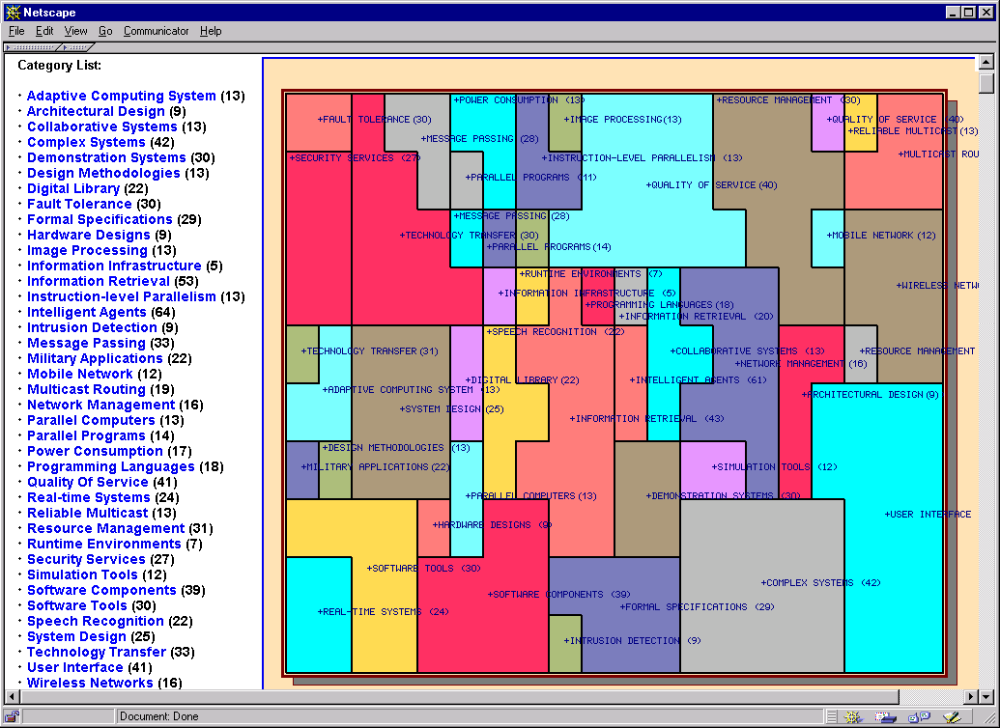 Netscape
File Edit View Go Communicator Help
Category List:
· Adaptive Computing System (13)
· Architectural Design (9)
· Collaborative Systems (13)
· Complex Systems (42)
· Demonstration Systems (30)
· Design Methodologies (13)
· Digital Library (22)
· Fault Tolerance (30)
· Formal Specifications (29)
· Hardware Designs (9)
· Image Processing (13)
· Information Infrastructure (5)
· Information Retrieval (53)
· Instruction-level Parallelism (13)
· Intelligent Agents (64)
· Intrusion Detection (9)
· Message Passing (33)
· Military Applications (22)
· Mobile Network (12)
· Multicast Routing (19)
· Network Management (16)
· Parallel Computers (13)
· Parallel Programs (14)
· Power Consumption (17)
· Programming Languages (18)
· Quality Of Service (41)
· Real-time Systems (24)
· Reliable Multicast (13)
· Resource Management (31)
· Runtime Environments (7)
· Security Services (27)
· Simulation Tools (12)
· Software Components (39)
· Software Tools (30)
· Speech Recognition (22)
· System Design (25)
· Technology Transfer (33)
· User Interface (41)
· Wireless Networks (16)
+POWER CONSUMPTION (13)
+RESOURCE MANAGEMENT (30)
+FAULT TOLERANCE(30)
+IMAGE PROCESSING(13)
+QUALITY OF SERVICE (40)
+RELIABLE MULTICAST(13)
+MESSAGE PASSING (28)
+MULTICAST ROU
+SECURITY SERVICES (27)
+INSTRUCTION-LEVEL PARALLELISM (13)
+PARALLEL PROGRAMS (11)
+QUALITY OF SERVICE(40)
+MESSAGE PASSING (28)
+TECHNOLOGY TRANSFER (30)
+MOBILE NETWORK (12)
+PARALLEL PROGRAMS(14)
+RUNTIME ENVIRONMENTS (7)
+WIRELESS NETW
+INFORMATION INFRASTRUCTURE (5)
+PROGRAMMING LANGUAGES(18)
+INFORMATION RETRIEVAL (20)
+SPEECH RECOGNITION (22)
+TECHNOLOGY TRANSFER(31)
+COLLABORATIVE SYSTEMS (13)
+RESOURCE MANAGEMENT
+NETWORK MANAGEMENT (16)
+DIGITAL LIBRARY(22)
+INTELLIGENT AGENTS (61)
+ADAPTIVE COMPUTING SYSTEM (13)
+ARCHITECTURAL DESIGN(9)
+SYSTEM DESIGN(25)
+INFORMATION RETRIEVAL (43)
+DESIGN METHODOLOGIES (13)
+MILITARY APPLICATIONS(22)
+SIMULATION TOOLS (12)
+PARALLEL COMPUTERS(13)
+DEMONSTRATION SYSTEMS (30)
+USER INTERFACE
+HARDWARE DESIGNS (9)
+SOFTWARE TOOLS (30)
+COMPLEX SYSTEMS (42)
+SOFTWARE COMPONENTS (39)
+FORMAL SPECIFICATIONS (29)
+REAL-TIME SYSTEMS (24)
+INTRUSION DETECTION (9)
Document: Done